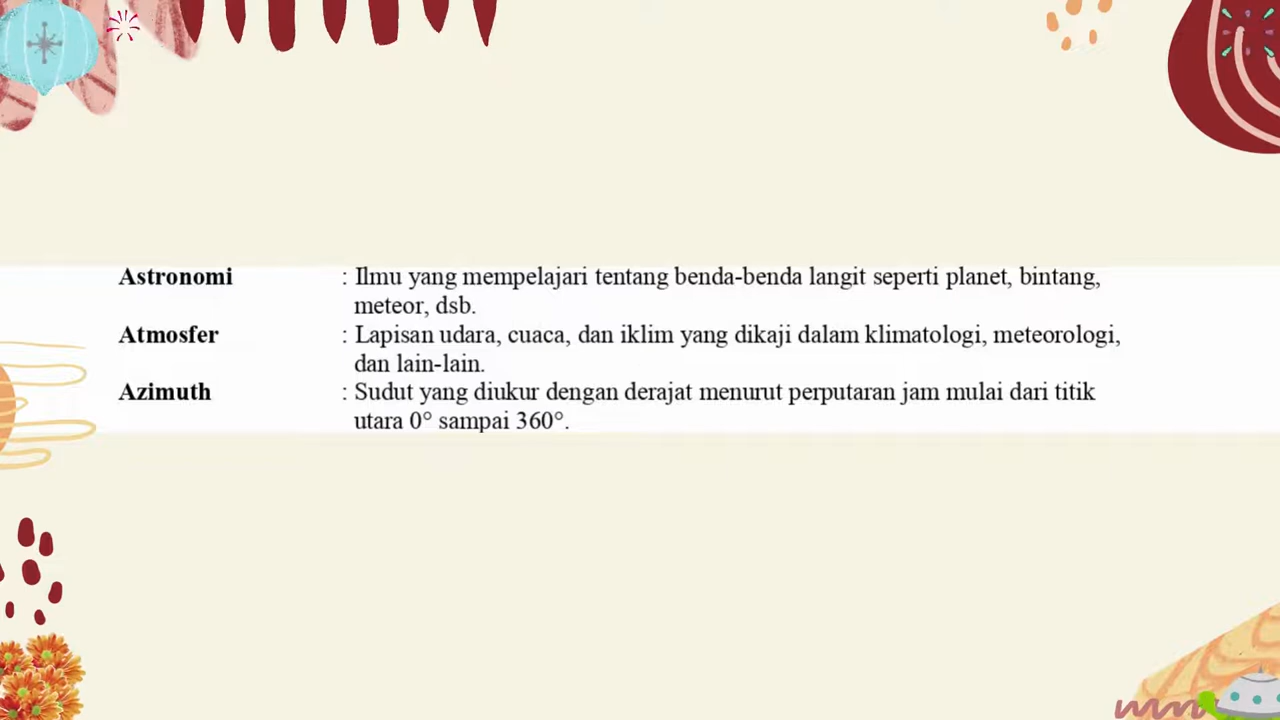 Astronomi : Ilmu yang mempelajari tentang benda-benda langit seperti planet, bintang,
meteor, dsb.
Atmosfer : Lapisan udara, cuaca, dan iklim yang dikaji dalam klimatologi, meteorologi,
dan lain-lain.
Azimuth : Sudut yang diukur dengan derajat menurut perputaran jam mulai dari titik
utara 0° sampai 360°.